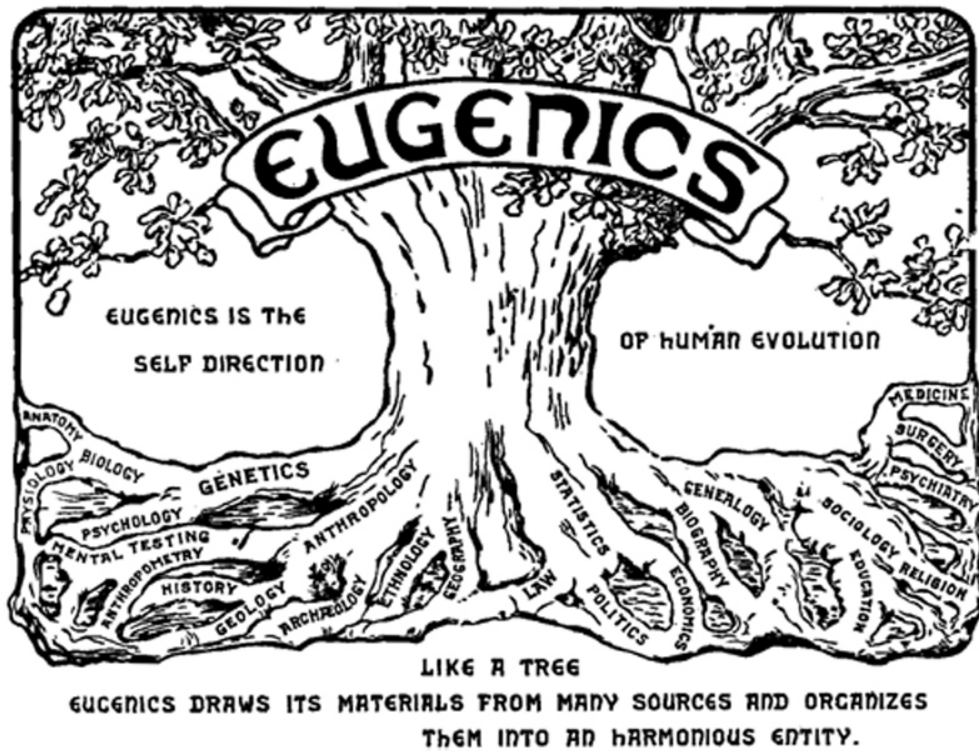 EUGENICS
EUGENICS IS THE
SELF DIRECTION
OF HUMAN EVOLUTION
ANATOMY
PHYSIOLOGY
BIOLOGY
GENETICS
PSYCHOLOGY
MENTAL TESTING
ANTHROPOMETRY
HISTORY
ANTHROPOLOGY
GEOLOGY
ARCHÆOLOGY
ETHNOLOGY
GEOGRAPHY
LAW
STATISTICS
POLITICS
ECONOMICS
BIOGRAPHY
GENEALOGY
SOCIOLOGY
EDUCATION
RELIGION
PSYCHIATRY
SURGERY
MEDICINE
LIKE A TREE
EUGENICS DRAWS ITS MATERIALS FROM MANY SOURCES AND ORGANIZES
THEM INTO AN HARMONIOUS ENTITY.